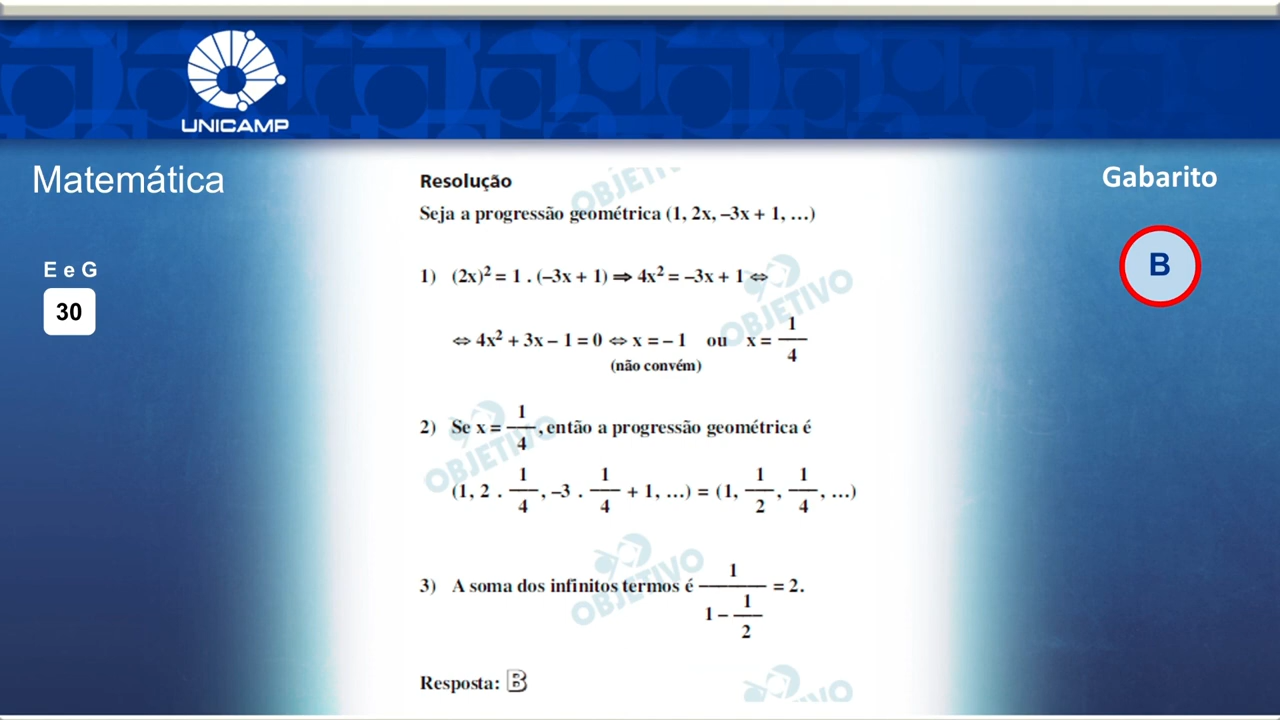 UNICAMP
Matemática
E e G
30
Gabarito
B
Resolução
Seja a progressão geométrica (1, 2x, –3x + 1, …)
1) (2x)² = 1 . (–3x + 1) ⇒ 4x² = –3x + 1 ⇔
⇔ 4x² + 3x – 1 = 0 ⇔ x = – 1 ou x = 1/4
(não convém)
2) Se x = 1/4, então a progressão geométrica é
(1, 2 . 1/4, –3 . 1/4 + 1, …) = (1, 1/2, 1/4, …)
3) A soma dos infinitos termos é 1/(1 – 1/2) = 2.
Resposta: B
OBJETIVO
OBJETIVO
OBJETIVO